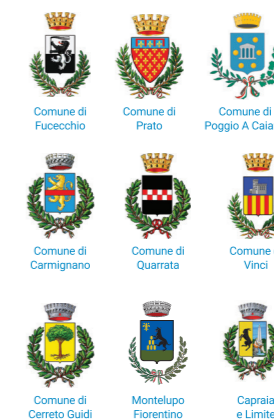 Comune di
Fucecchio
Comune di
Prato
Comune di
Poggio A Caia
Comune di
Carmignano
Comune di
Quarrata
Comune
Vinci
Comune di
Cerreto Guidi
Montelupo
Fiorentino
Capraia
e Limite